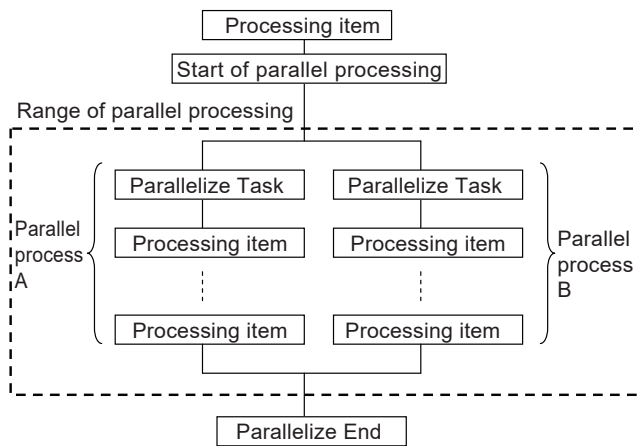 Processing item
Start of parallel processing
Range of parallel processing
Parallel
process
A
Parallelize Task
Processing item
Processing item
Parallelize Task
Processing item
Processing item
Parallel
process
B
Parallelize End